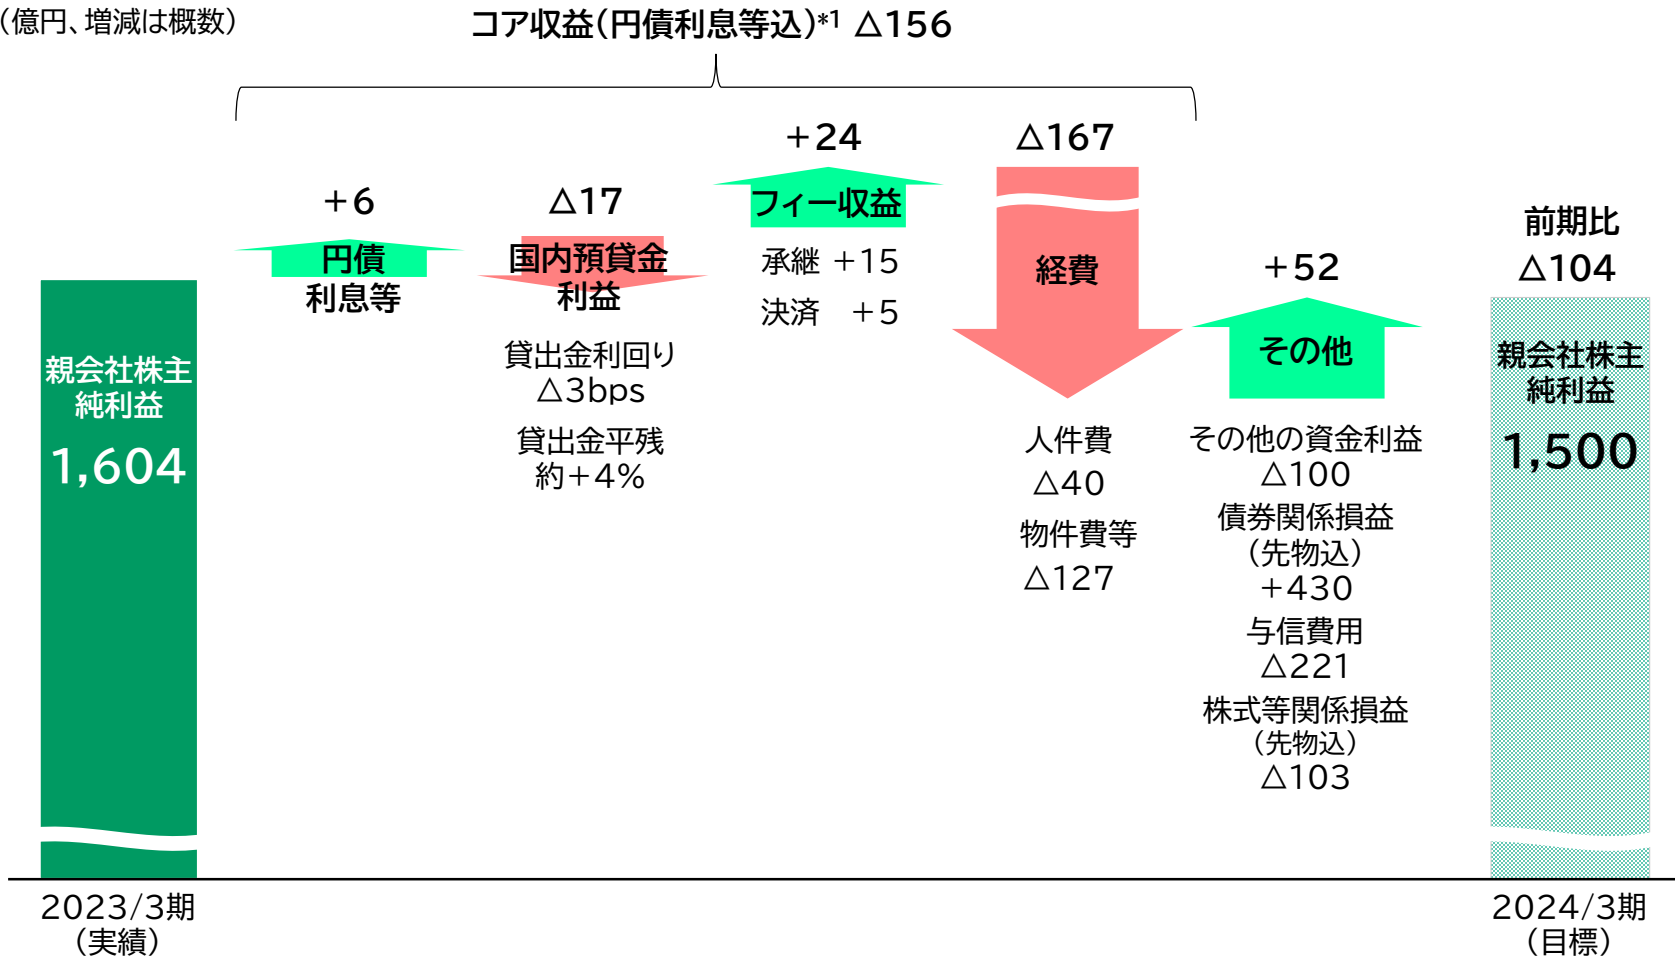 （億円、増減は概数）
コア収益（円債利息等込）*1 △156
+6
円債
利息等
△17
国内預貸金
利益
貸出金利回り
△3bps
貸出金平残
約+4%
+24
フィー収益
承継 +15
決済 +5
△167
経費
人件費
△40
物件費等
△127
+52
その他
その他の資金利益
△100
債券関係損益
（先物込）
+430
与信費用
△221
株式等関係損益
（先物込）
△103
前期比
△104
親会社株主
純利益
1,604
親会社株主
純利益
1,500
2023/3期
（実績）
2024/3期
（目標）